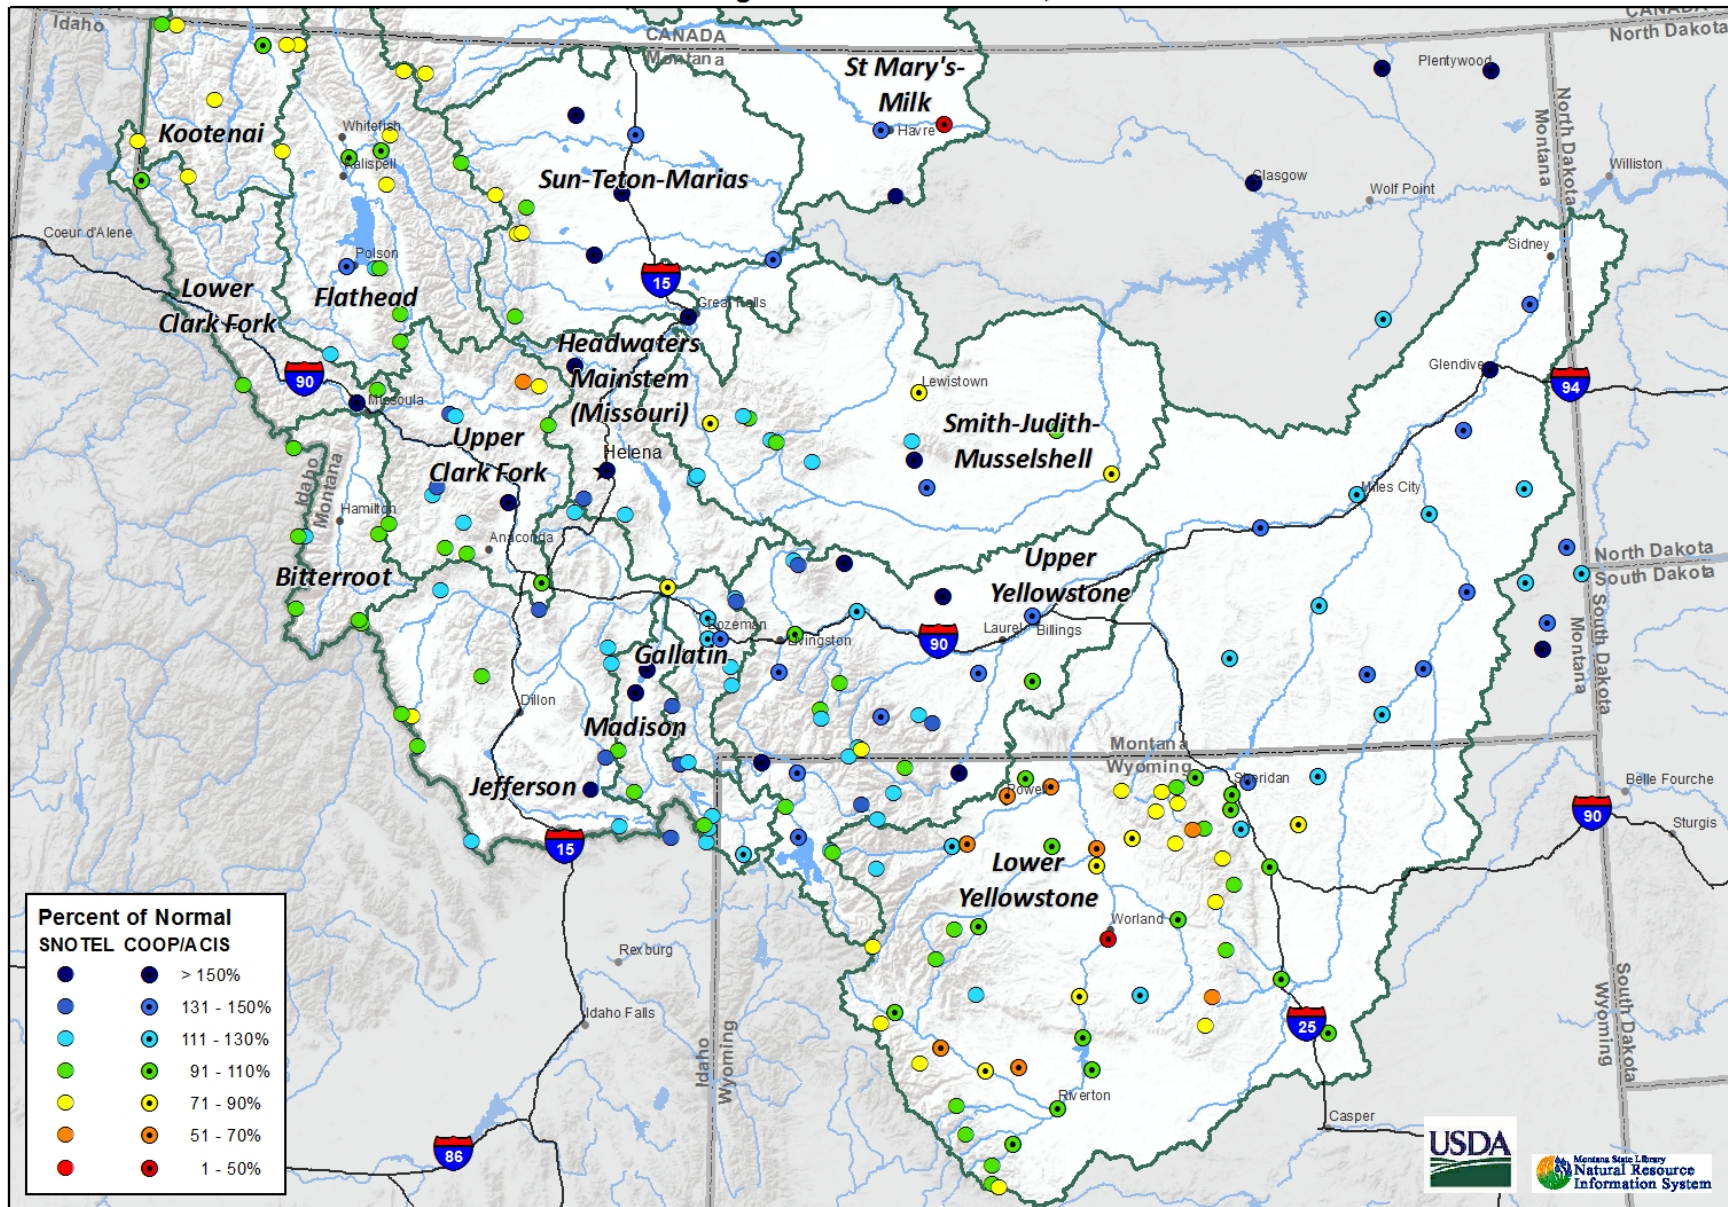 CANADA
Idaho
CANADA
North Dakota
Montana
St Mary's-
Milk
Plentywood
Kootenai
Whitefish
Havre
North Dakota
Montana
Kalispell
Sun-Teton-Marias
Glasgow
Wolf Point
Williston
Coeur d'Alene
Polson
Sidney
Lower
Clark Fork
Flathead
15
Great Falls
Headwaters
Mainstem
(Missouri)
90
Missoula
Lewistown
Glendive
94
Upper
Clark Fork
Helena
Smith-Judith-
Musselshell
Idaho
Montana
Hamilton
Miles City
Anaconda
North Dakota
South Dakota
Bitterroot
Upper
Yellowstone
Bozeman
Livingston
90
Laurel
Billings
South Dakota
Montana
Gallatin
Dillon
Madison
Montana
Wyoming
Jefferson
Powell
Sheridan
Belle Fourche
90
Sturgis
15
Lower
Yellowstone
Worland
Percent of Normal
SNOTEL COOP/ACIS
> 150%
131 - 150%
111 - 130%
91 - 110%
71 - 90%
51 - 70%
1 - 50%
Rexburg
Idaho Falls
Idaho
Wyoming
25
South Dakota
Wyoming
Riverton
Casper
86
USDA
Montana State Library
Natural Resource
Information System